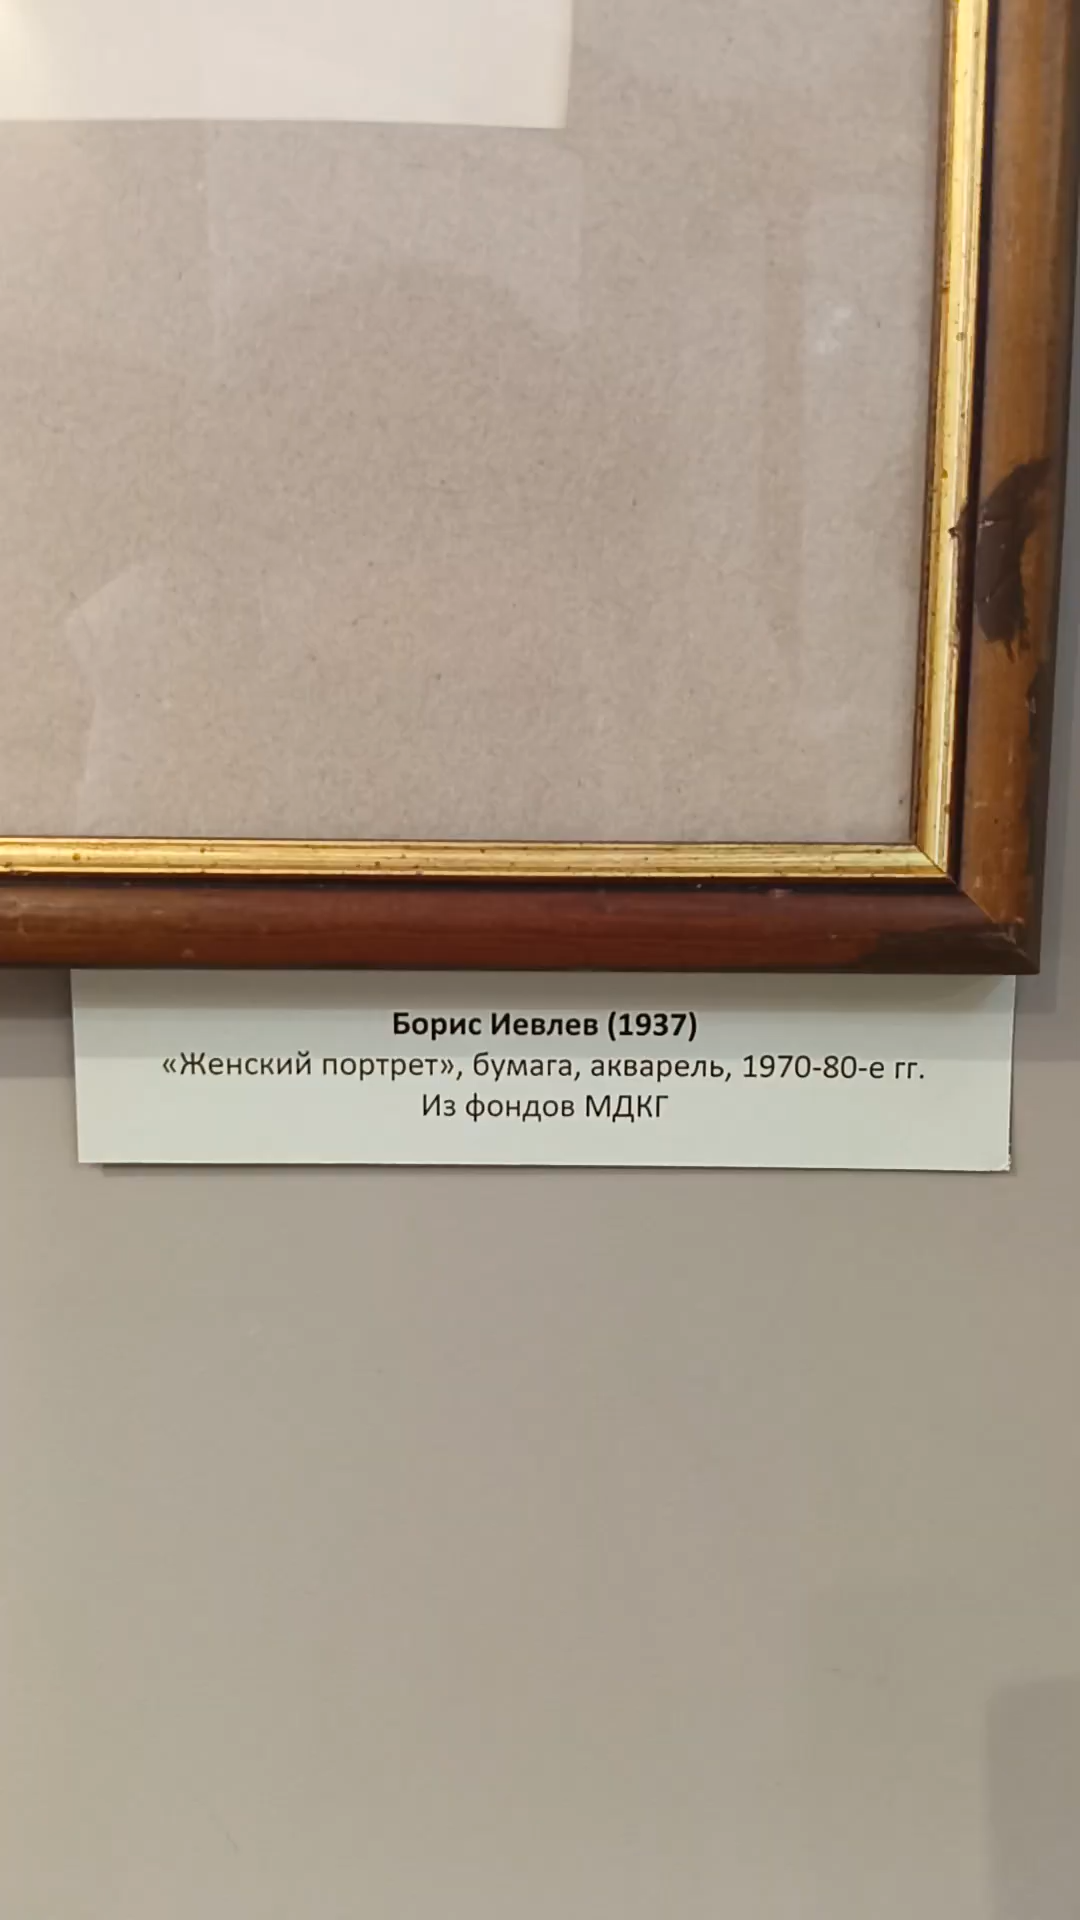 Борис Иевлев (1937)
«Женский портрет», бумага, акварель, 1970-80-е гг.
Из фондов МДКГ